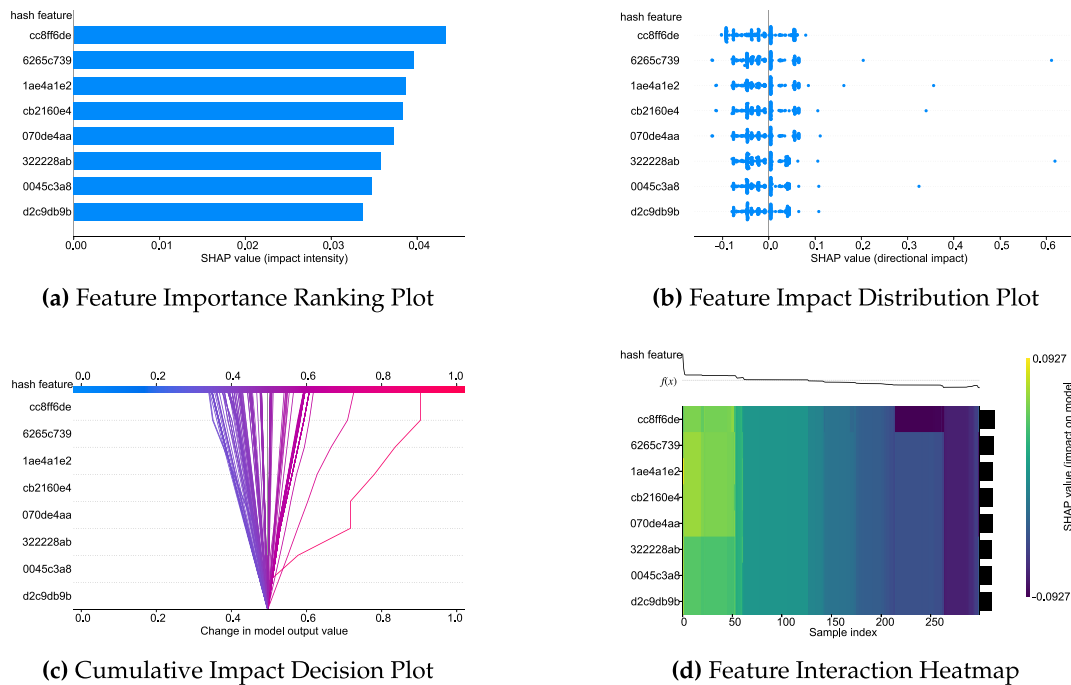 hash feature
cc8ff6de
6265c739
1ae4a1e2
cb2160e4
070de4aa
322228ab
0045c3a8
d2c9db9b
0.00 0.01 0.02 0.03 0.04
SHAP value (impact intensity)
(a) Feature Importance Ranking Plot
hash feature
cc8ff6de
6265c739
1ae4a1e2
cb2160e4
070de4aa
322228ab
0045c3a8
d2c9db9b
-0.1 0.0 0.1 0.2 0.3 0.4 0.5 0.6
SHAP value (directional impact)
(b) Feature Impact Distribution Plot
0.0 0.2 0.4 0.6 0.8 1.0
hash feature
cc8ff6de
6265c739
1ae4a1e2
cb2160e4
070de4aa
322228ab
0045c3a8
d2c9db9b
0.0 0.2 0.4 0.6 0.8 1.0
Change in model output value
(c) Cumulative Impact Decision Plot
hash feature
f(x)
cc8ff6de
6265c739
1ae4a1e2
cb2160e4
070de4aa
322228ab
0045c3a8
d2c9db9b
0 50 100 150 200 250
Sample index
0.0927
-0.0927
SHAP value (impact on model
(d) Feature Interaction Heatmap